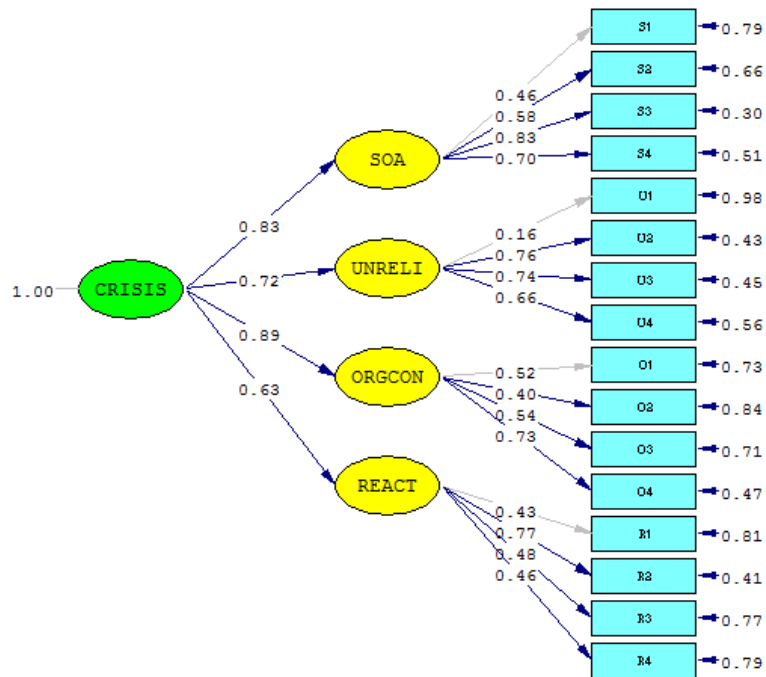 S1 0.79
S2 0.66
0.46
0.58
S3 0.30
0.83
SOA
0.70
S4 0.51
U1 0.98
0.83
0.16
U2 0.43
0.76
UNRELI
0.72
0.74
U3 0.45
1.00
CRISIS
0.66
U4 0.56
0.89
O1 0.73
0.52
ORGCON
0.63
0.40
O2 0.84
0.54
0.73
O3 0.71
REACT
O4 0.47
0.43
R1 0.81
0.77
0.48
R2 0.41
0.46
R3 0.77
R4 0.79